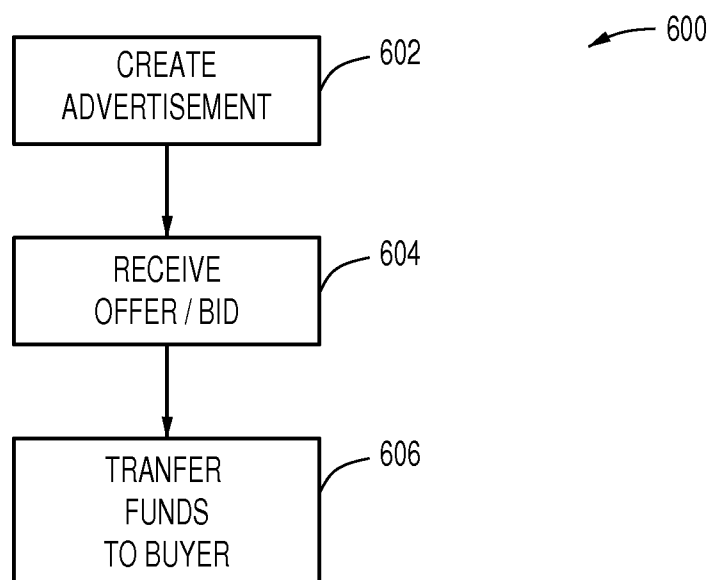 600
CREATE
ADVERTISEMENT
602
RECEIVE
OFFER / BID
604
TRANFER
FUNDS
TO BUYER
606